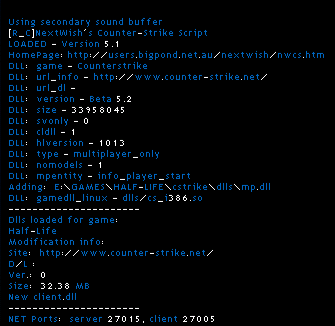 Using secondary sound buffer
[R_C]NextWish's Counter-Strike Script
LOADED - Version 5.1
HomePage: http://users.bigpond.net.au/nextwish/nwcs.htm
DLL: game - Counterstrike
DLL: url_info - http://www.counter-strike.net/
DLL: url_dl -
DLL: version - Beta 5.2
DLL: size - 33958045
DLL: svonly - 0
DLL: cldll - 1
DLL: hlversion - 1013
DLL: type - multiplayer_only
DLL: nomodels - 1
DLL: mpentity - info_player_start
Adding: E:\GAMES\HALF-LIFE\cstrike\dlls\mp.dll
DLL: gamedll_linux - dlls/cs_i386.so
----------------------
Dlls loaded for game:
Half-Life
Modification info:
Site: http://www.counter-strike.net/
D/L :
Ver.: 0
Size: 32.38 MB
New client.dll
----------------------
NET Ports: server 27015, client 27005